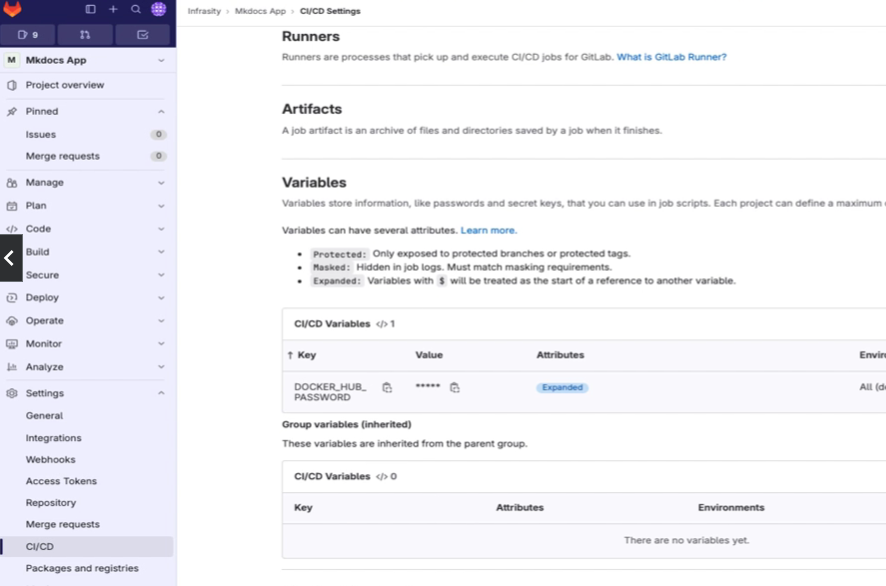 Infrasity > Mkdocs App > CI/CD Settings
9
M Mkdocs App
Project overview
Pinned
Issues 0
Merge requests 0
Manage
Plan
Code
Build
Secure
Deploy
Operate
Monitor
Analyze
Settings
General
Integrations
Webhooks
Access Tokens
Repository
Merge requests
CI/CD
Packages and registries
Runners
Runners are processes that pick up and execute CI/CD jobs for GitLab. What is GitLab Runner?
Artifacts
A job artifact is an archive of files and directories saved by a job when it finishes.
Variables
Variables store information, like passwords and secret keys, that you can use in job scripts. Each project can define a maximum
Variables can have several attributes. Learn more.
• Protected: Only exposed to protected branches or protected tags.
• Masked: Hidden in job logs. Must match masking requirements.
• Expanded: Variables with $ will be treated as the start of a reference to another variable.
CI/CD Variables </> 1
↑ Key Value Attributes Enviro
DOCKER_HUB_ ***** Expanded All (de
PASSWORD
Group variables (inherited)
These variables are inherited from the parent group.
CI/CD Variables </> 0
Key Attributes Environments
There are no variables yet.